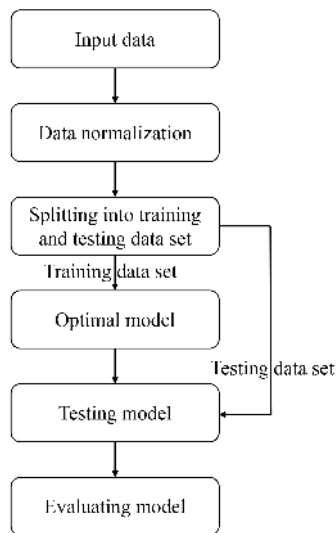 Input data
Data normalization
Splitting into training
and testing data set
Training data set
Optimal model
Testing data set
Testing model
Evaluating model